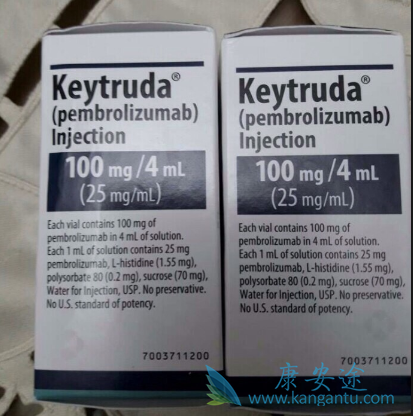 Keytruda®
(pembrolizumab)
Injection
100 mg/4 mL
(25 mg/mL)
Each vial contains 100 mg of
pembrolizumab in 4 mL of solution.
Each 1 mL of solution contains 25 mg
pembrolizumab, L-histidine (1.55 mg),
polysorbate 80 (0.2 mg), sucrose (70 mg),
Water for Injection, USP. No preservative.
No U.S. standard of potency.
7003711200
Keytruda®
(pembrolizumab)
Injection
100 mg/4 mL
(25 mg/mL)
Each vial contains 100 mg of
pembrolizumab in 4 mL of solution.
Each 1 mL of solution contains 25 mg
pembrolizumab, L-histidine (1.55 mg),
polysorbate 80 (0.2 mg), sucrose (70 mg),
Water for Injection, USP. No preservative.
No U.S. standard of potency.
7003711200
康安途
www.kangantu.com